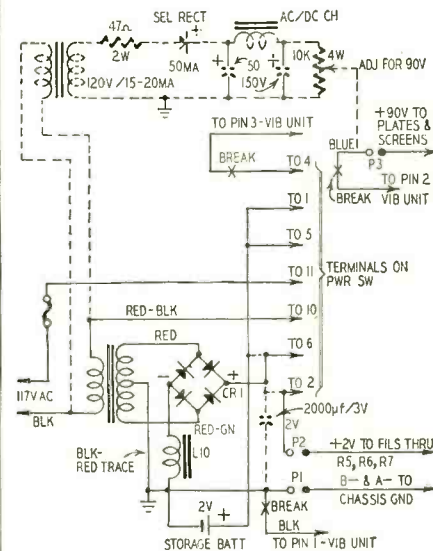 SEL RECT
AC/DC CH
47Ω
2W
+
50MA
+
50
+
150V
10K
4W
ADJ FOR 90V
120V/15-20MA
TO PIN 3-VIB UNIT
BREAK
TO 4
BLUE
+90V TO
PLATES &
SCREENS
P3
TO PIN 2
VIB UNIT
BREAK
TO 1
TO 5
TO 11
TERMINALS ON
PWR SW
RED-BLK
TO 10
RED
TO 6
117V AC
BLK
−
+
CR1
TO 2
2000µf/3V
RED-GN
BLK-
RED TRACE
L10
2V
P2
+2V TO FILS THRU
R5, R6, R7
P1
B− & A− TO
CHASSIS GND
2V
BREAK
BLK
STORAGE BATT
TO PIN 1-VIB UNIT